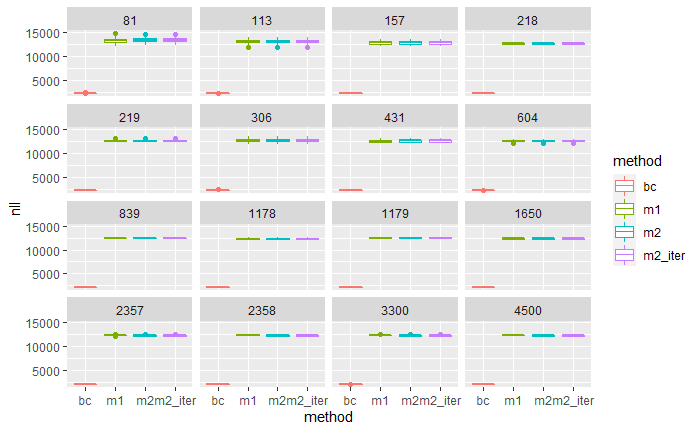 81 113 157 218
15000
10000
5000
219 306 431 604
15000
10000
5000
839 1178 1179 1650
15000
10000
5000
2357 2358 3300 4500
15000
10000
5000
nll
bc m1 m2m2_iter bc m1 m2m2_iter bc m1 m2m2_iter bc m1 m2m2_iter
method
method
bc
m1
m2
m2_iter